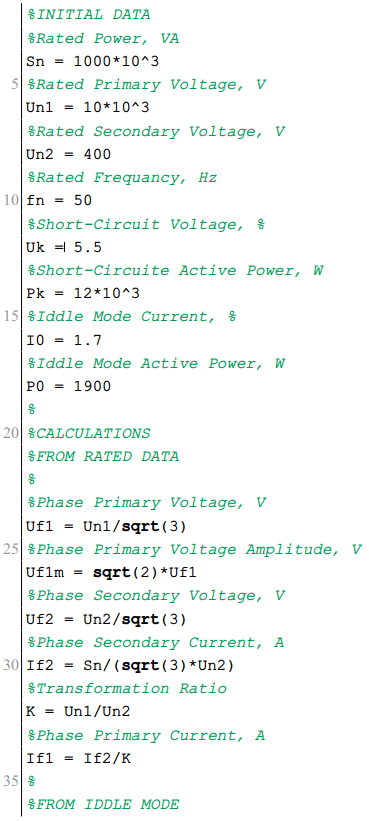 %INITIAL DATA
%Rated Power, VA
Sn = 1000*10^3
5 %Rated Primary Voltage, V
Un1 = 10*10^3
%Rated Secondary Voltage, V
Un2 = 400
%Rated Frequancy, Hz
10 fn = 50
%Short-Circuit Voltage, %
Uk = 5.5
%Short-Circuite Active Power, W
Pk = 12*10^3
15 %Iddle Mode Current, %
I0 = 1.7
%Iddle Mode Active Power, W
P0 = 1900
%
20 %CALCULATIONS
%FROM RATED DATA
%
%Phase Primary Voltage, V
Uf1 = Un1/sqrt(3)
25 %Phase Primary Voltage Amplitude, V
Uf1m = sqrt(2)*Uf1
%Phase Secondary Voltage, V
Uf2 = Un2/sqrt(3)
%Phase Secondary Current, A
30 If2 = Sn/(sqrt(3)*Un2)
%Transformation Ratio
K = Un1/Un2
%Phase Primary Current, A
If1 = If2/K
35 %
%FROM IDDLE MODE